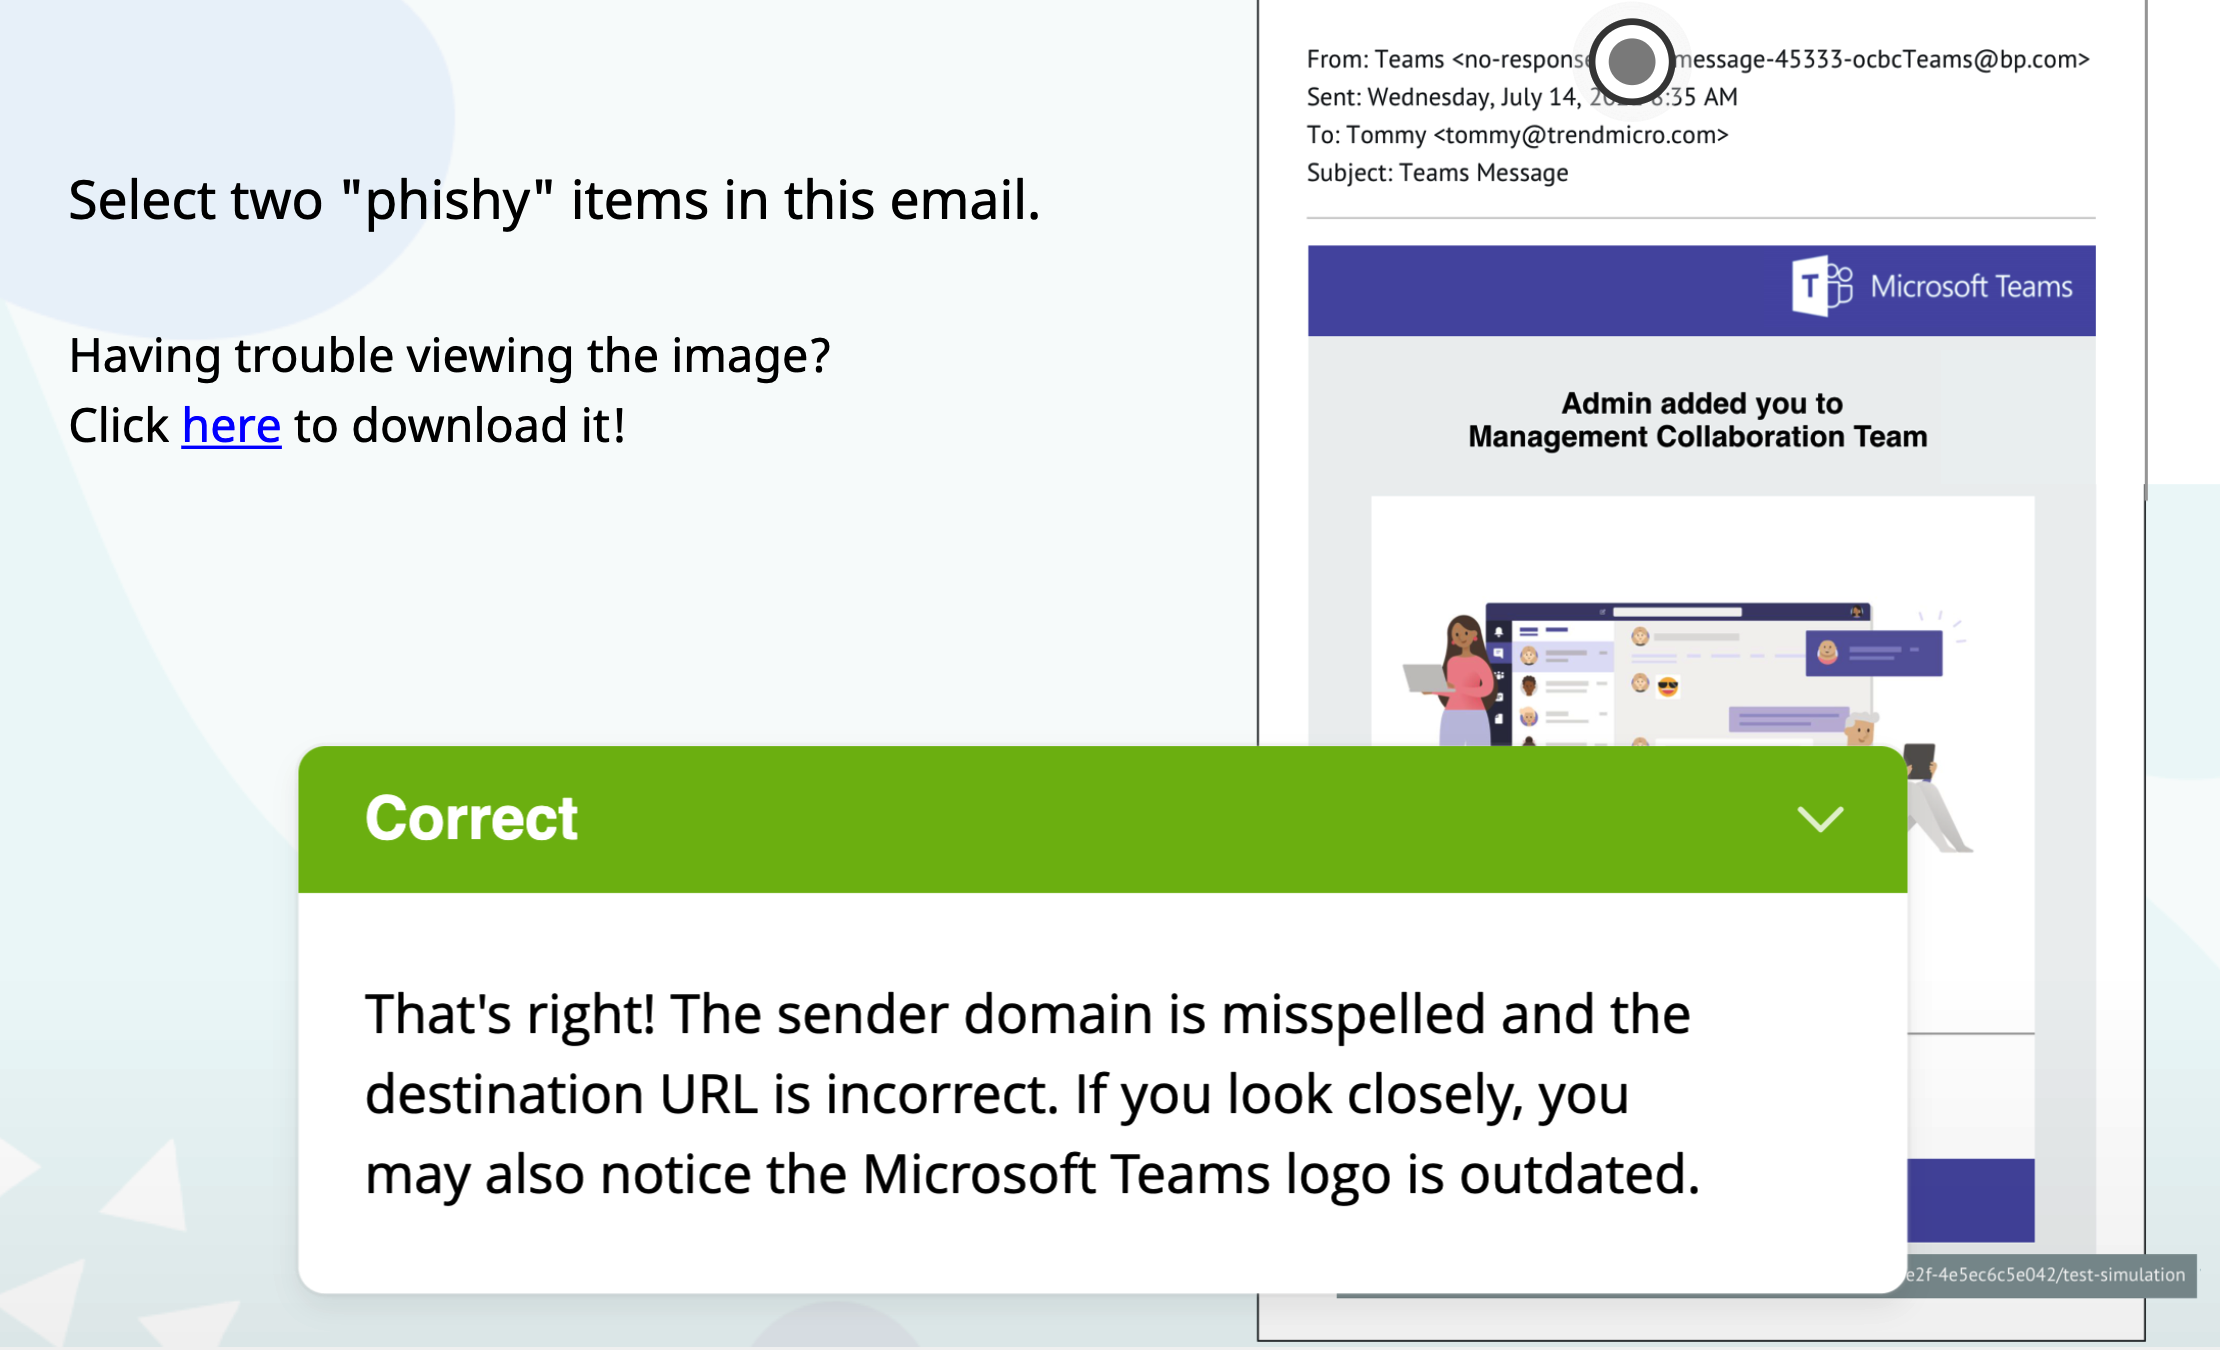 Select two "phishy" items in this email.
Having trouble viewing the image?
Click here to download it!
From: Teams <no-response message-45333-ocbcTeams@bp.com>
Sent: Wednesday, July 14, :35 AM
To: Tommy <tommy@trendmicro.com>
Subject: Teams Message
T Microsoft Teams
Admin added you to
Management Collaboration Team
Correct
That's right! The sender domain is misspelled and the
destination URL is incorrect. If you look closely, you
may also notice the Microsoft Teams logo is outdated.
e2f-4e5ec6c5e042/test-simulation